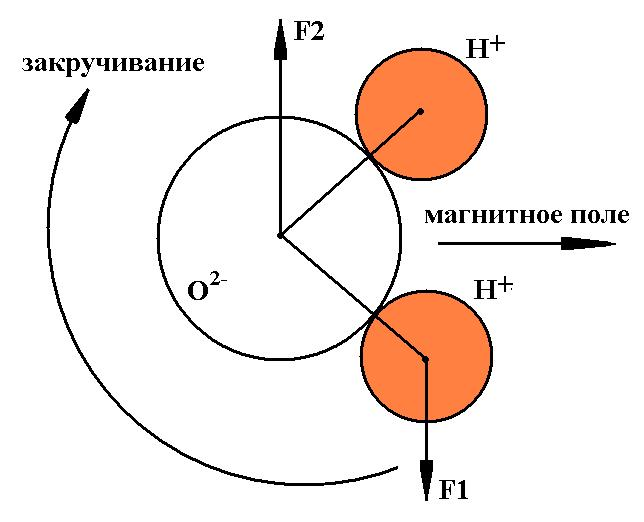 F2
H⁺
закручивание
магнитное поле
O²⁻
H⁺
F1